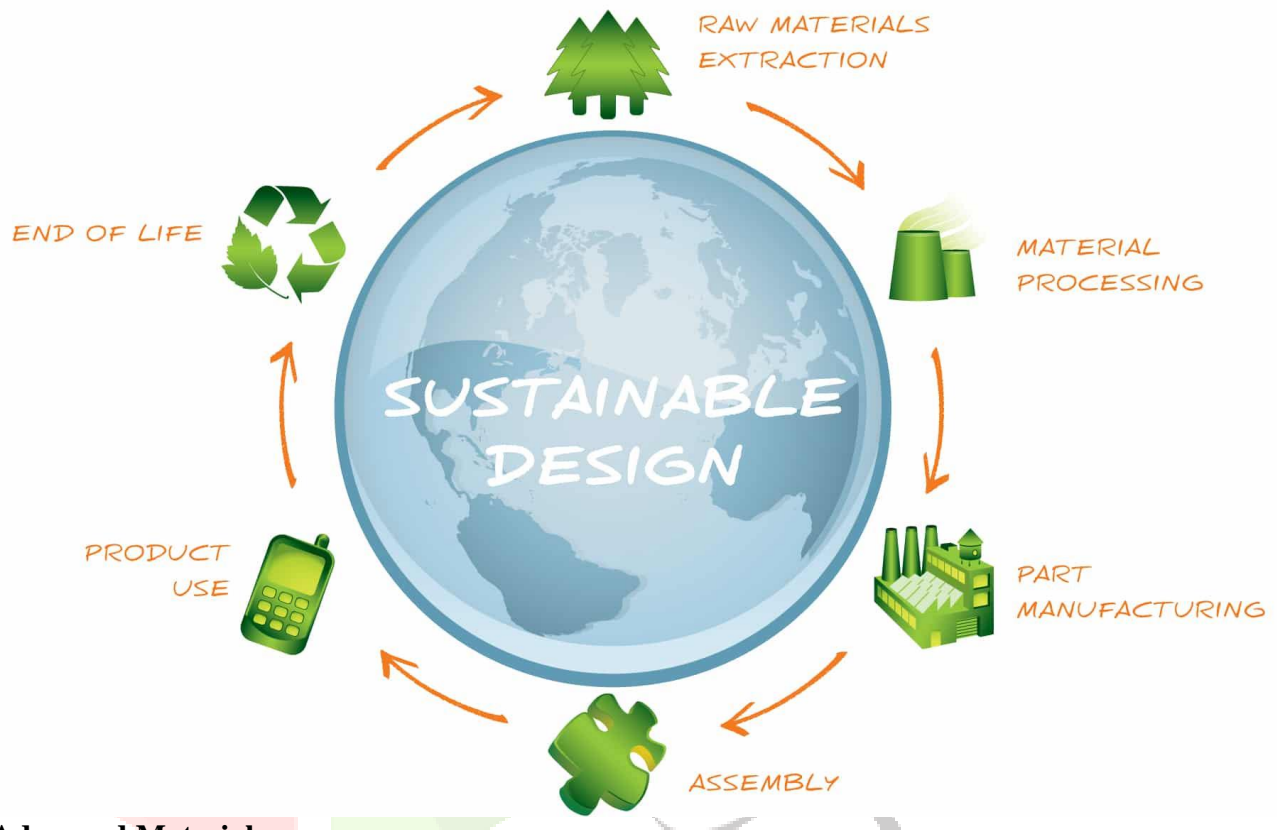 RAW MATERIALS
EXTRACTION
END OF LIFE
MATERIAL
PROCESSING
SUSTAINABLE
DESIGN
PRODUCT
USE
PART
MANUFACTURING
ASSEMBLY